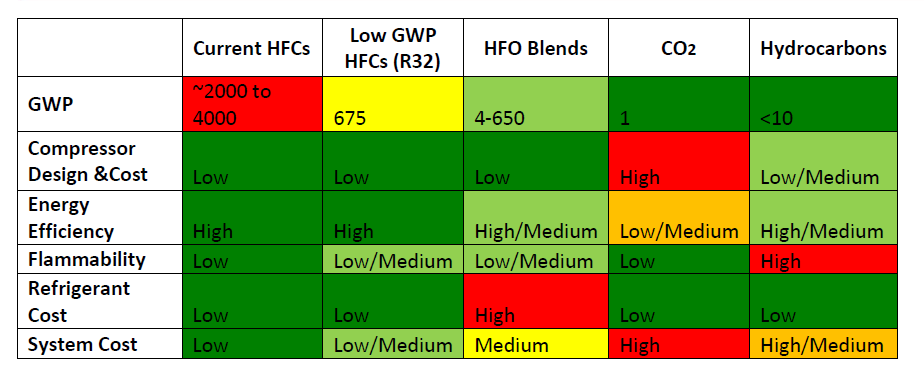 Current HFCs
Low GWP
HFCs (R32)
HFO Blends
CO2
Hydrocarbons
GWP
~2000 to
4000
675
4-650
1
<10
Compressor
Design &Cost
Low
Low
Low
High
Low/Medium
Energy
Efficiency
High
High
High/Medium
Low/Medium
High/Medium
Flammability
Low
Low/Medium
Low/Medium
Low
High
Refrigerant
Cost
Low
Low
High
Low
Low
System Cost
Low
Low/Medium
Medium
High
High/Medium